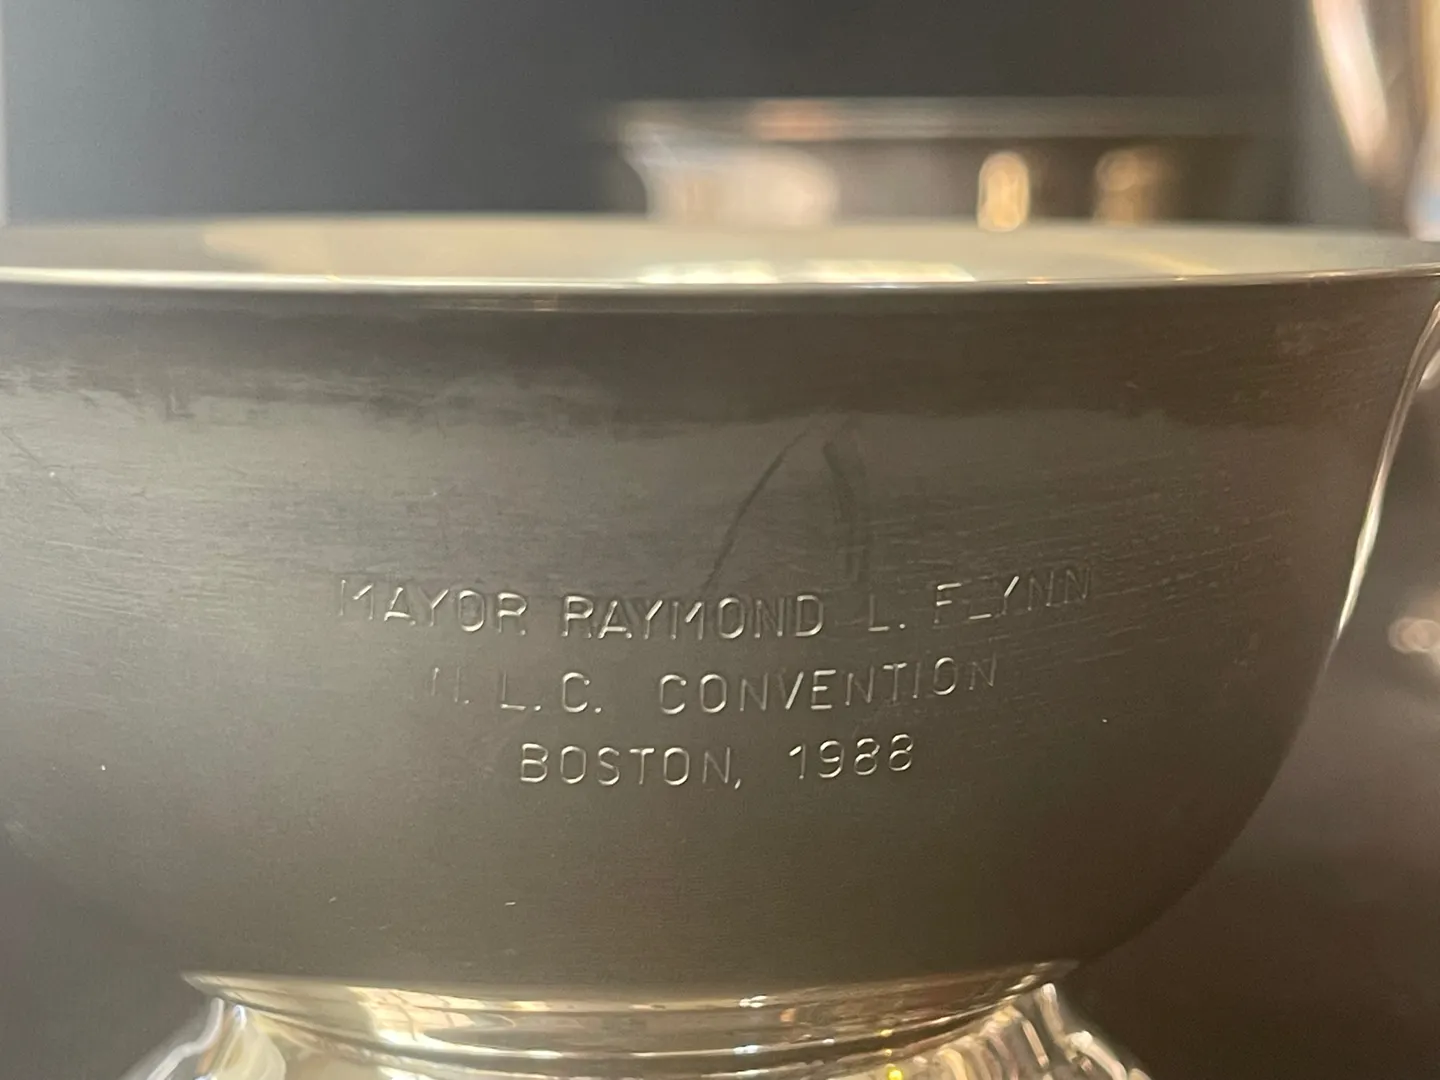 MAYOR RAYMOND L. FLYNN
N.L.C. CONVENTION
BOSTON, 1988